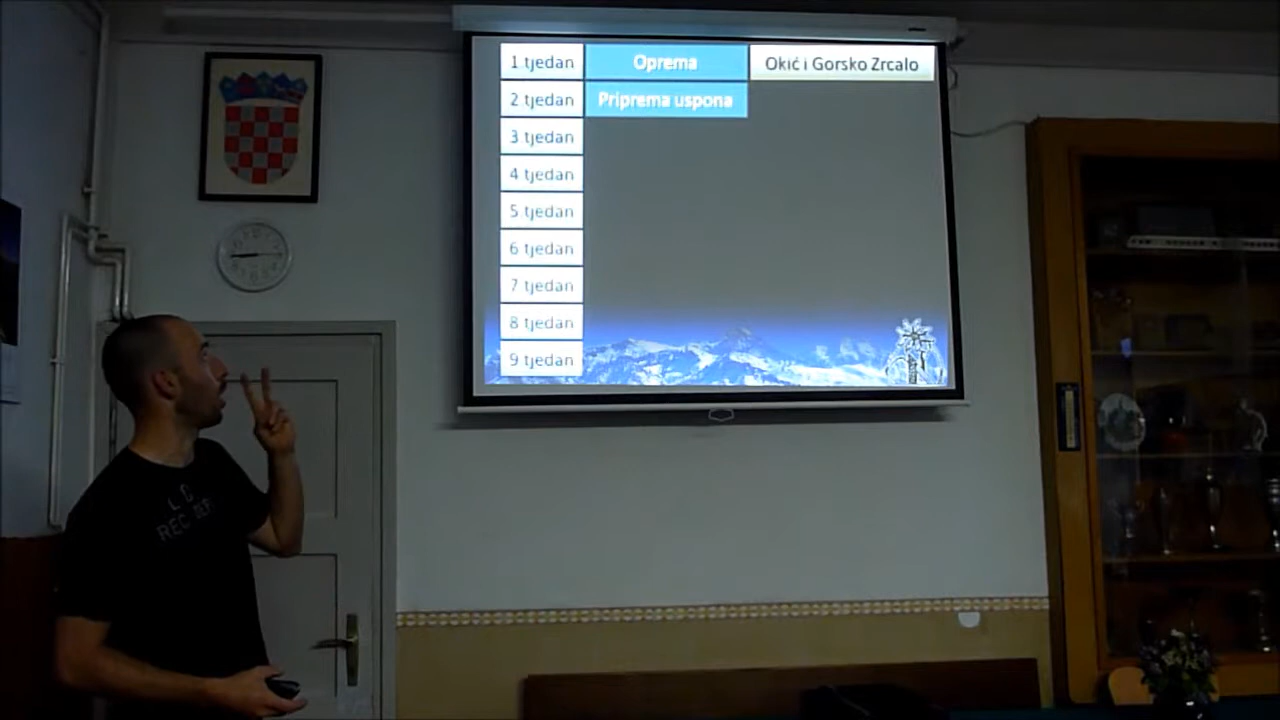 1 tjedan Oprema Okić i Gorsko Zrcalo
2 tjedan Priprema uspona
3 tjedan
4 tjedan
5 tjedan
6 tjedan
7 tjedan
8 tjedan
9 tjedan